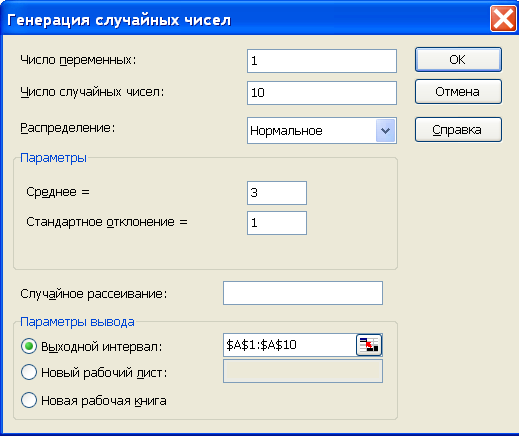 Генерация случайных чисел
Число переменных: 1 OK
Число случайных чисел: 10 Отмена
Распределение: Нормальное Справка
Параметры
Среднее = 3
Стандартное отклонение = 1
Случайное рассеивание:
Параметры вывода
Выходной интервал: $A$1:$A$10
Новый рабочий лист:
Новая рабочая книга